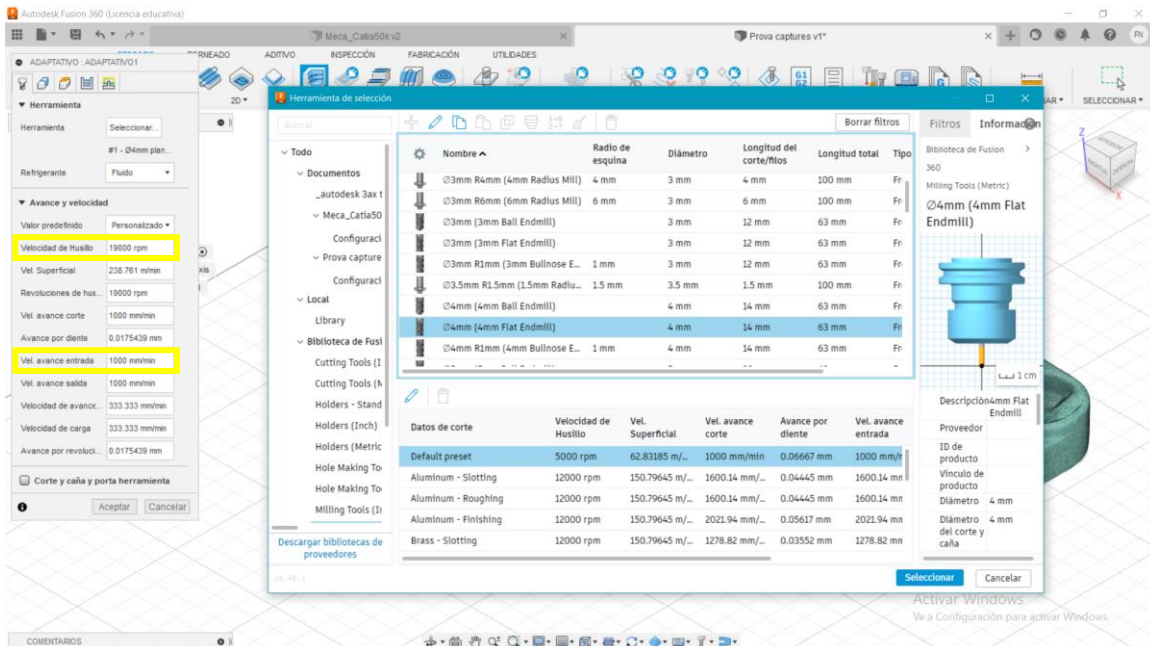 Autodesk Fusion 360 (Licencia educativa)
Meca_Catia50k v2
Prova captures v1*
TORNEADO ADITIVO INSPECCIÓN FABRICACIÓN UTILIDADES
2D
SELECCIONAR
ADAPTATIVO : ADAPTATIVO1
Herramienta
Herramienta Seleccionar...
#1 - Ø4mm plan...
Refrigerante Fluido
Avance y velocidad
Valor predefinido Personalizado
Velocidad de Husillo 19000 rpm
Vel. Superficial 238.761 m/min
Revoluciones de hus... 19000 rpm
Vel. avance corte 1000 mm/min
Avance por diente 0.0175439 mm
Vel. avance entrada 1000 mm/min
Vel. avance salida 1000 mm/min
Velocidad de avance... 333.333 mm/min
Velocidad de carga 333.333 mm/min
Avance por revoluci... 0.0175439 mm
Corte y caña y porta herramienta
Aceptar Cancelar
Herramienta de selección
Buscar
Todo
Documentos
_autodesk 3ax t
Meca_Catia50
Configuraci
Prova capture
Configuraci
Local
Library
Biblioteca de Fusi
Cutting Tools (I
Cutting Tools (M
Holders - Stand
Holders (Inch)
Holders (Metric
Hole Making To
Hole Making To
Milling Tools (I
Descargar bibliotecas de
proveedores
Borrar filtros
Nombre Radio de esquina Diámetro Longitud del corte/filos Longitud total Tipo
Ø3mm R4mm (4mm Radius Mill) 4 mm 3 mm 4 mm 100 mm Fr
Ø3mm R6mm (6mm Radius Mill) 6 mm 3 mm 6 mm 100 mm Fr
Ø3mm (3mm Ball Endmill) 3 mm 12 mm 63 mm Fr
Ø3mm (3mm Flat Endmill) 3 mm 12 mm 63 mm Fr
Ø3mm R1mm (3mm Bullnose E... 1 mm 3 mm 12 mm 63 mm Fr
Ø3.5mm R1.5mm (1.5mm Radiu... 1.5 mm 3.5 mm 1.5 mm 100 mm Fr
Ø4mm (4mm Ball Endmill) 4 mm 14 mm 63 mm Fr
Ø4mm (4mm Flat Endmill) 4 mm 14 mm 63 mm Fr
Ø4mm R1mm (4mm Bullnose E... 1 mm 4 mm 14 mm 63 mm Fr
Datos de corte Velocidad de Husillo Vel. Superficial Vel. avance corte Avance por diente Vel. avance entrada
Default preset 5000 rpm 62.83185 m/... 1000 mm/min 0.06667 mm 1000 mm/r
Aluminum - Slotting 12000 rpm 150.79645 m/... 1600.14 mm/... 0.04445 mm 1600.14 mn
Aluminum - Roughing 12000 rpm 150.79645 m/... 1600.14 mm/... 0.04445 mm 1600.14 mn
Aluminum - Finishing 12000 rpm 150.79645 m/... 2021.94 mm/... 0.05617 mm 2021.94 mn
Brass - Slotting 12000 rpm 150.79645 m/... 1278.82 mm/... 0.03552 mm 1278.82 mn
Filtros Información
Biblioteca de Fusion
360
Milling Tools (Metric)
Ø4mm (4mm Flat
Endmill)
1 cm
Descripción 4mm Flat
Endmill
Proveedor
ID de
producto
Vínculo de
producto
Diámetro 4 mm
Diámetro 4 mm
del corte y
caña
Seleccionar Cancelar
Activar Windows
Ve a Configuración para activar Windows.
COMENTARIOS